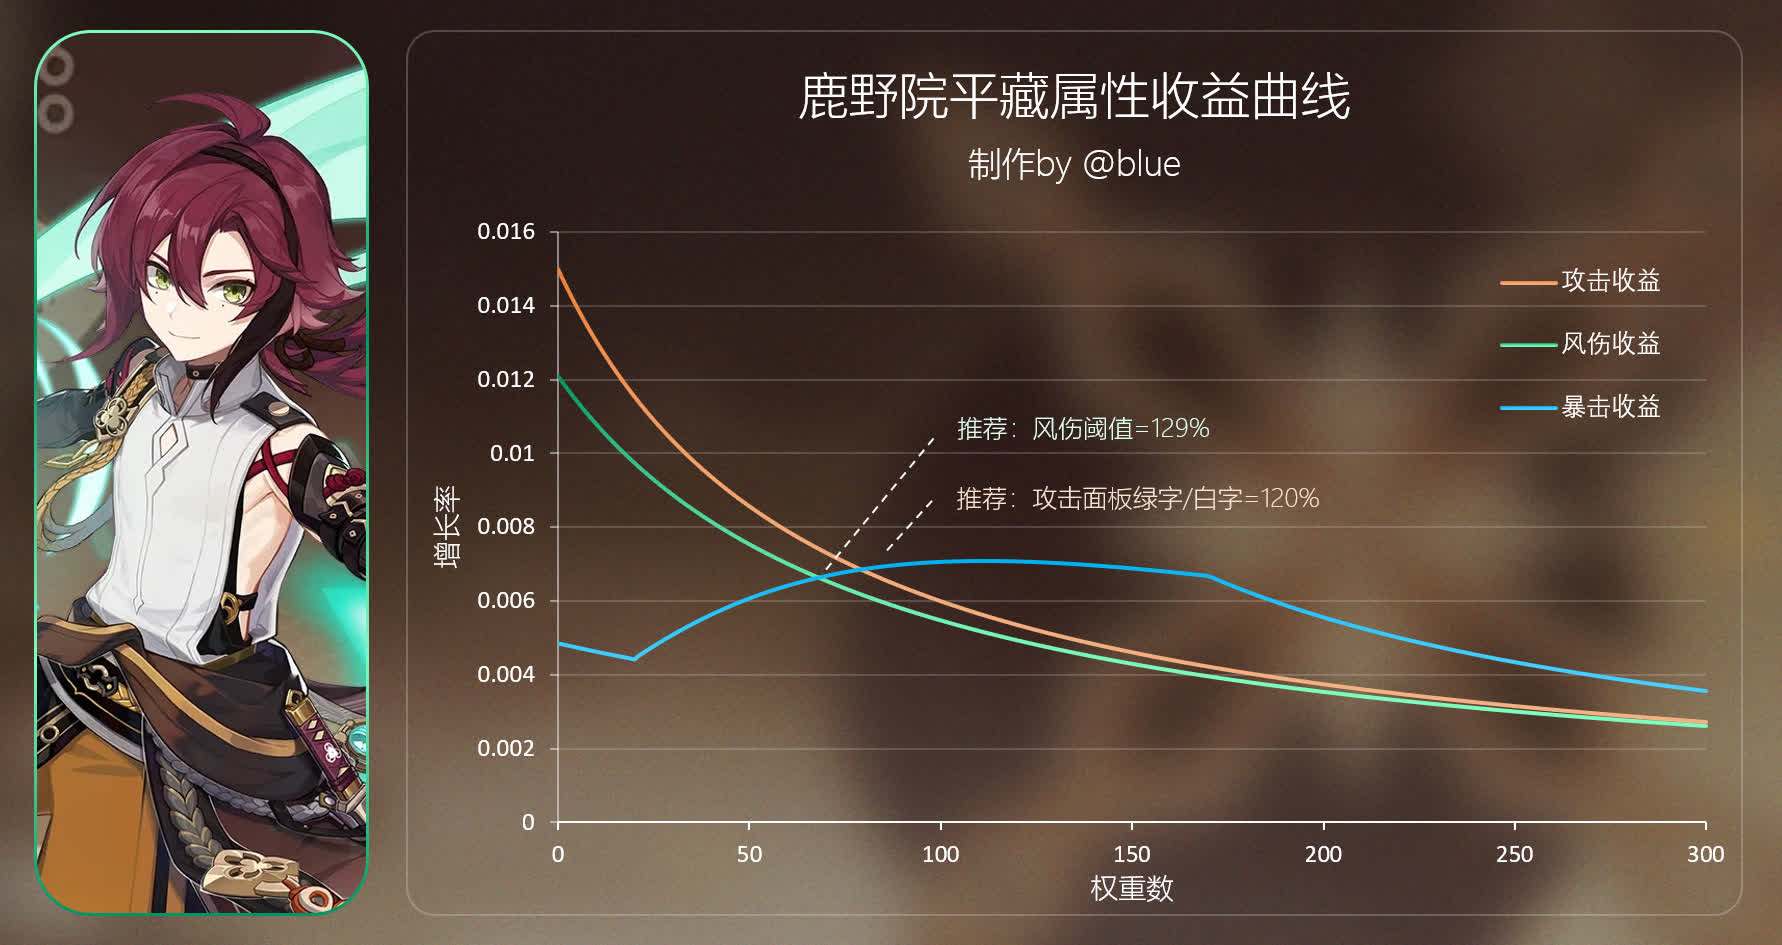 鹿野院平藏属性收益曲线
制作by @blue
0.016
0.014
0.012
0.01
0.008
0.006
0.004
0.002
0
增长率
攻击收益
风伤收益
暴击收益
推荐：风伤阈值=129%
推荐：攻击面板绿字/白字=120%
0 50 100 150 200 250 300
权重数